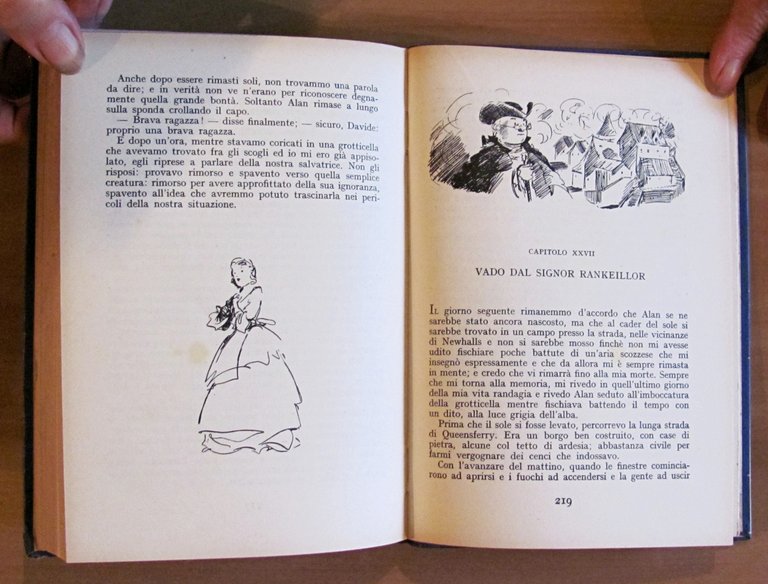 Anche dopo essere rimasti soli, non trovammo una parola
da dire; e in verità non ve n'erano per riconoscere degna-
mente quella grande bontà. Soltanto Alan rimase a lungo
sulla sponda crollando il capo.
— Brava ragazza! — disse finalmente; — sicuro, Davide:
proprio una brava ragazza.
E dopo un'ora, mentre stavamo coricati in una grotticella
che avevamo trovato fra gli scogli ed io mi ero già appiso-
lato, egli riprese a parlare della nostra salvatrice. Non gli
risposi: provavo rimorso e spavento verso quella semplice
creatura: rimorso per avere approfittato della sua ignoranza,
spavento all'idea che avremmo potuto trascinarla nei peri-
coli della nostra situazione.
CAPITOLO XXVII
VADO DAL SIGNOR RANKEILLOR
IL giorno seguente rimanemmo d'accordo che Alan se ne
sarebbe stato ancora nascosto, ma che al cader del sole si
sarebbe trovato in un campo presso la strada, nelle vicinanze
di Newhalls e non si sarebbe mosso finchè non mi avesse
udito fischiare poche battute di un'aria scozzese che mi
insegnò espressamente e che da allora mi è sempre rimasta
in mente; e credo che vi rimarrà fino alla mia morte. Sempre
che mi torna alla memoria, mi rivedo in quell'ultimo giorno
della mia vita randagia e rivedo Alan seduto all'imboccatura
della grotticella mentre fischiava battendo il tempo con
un dito, alla luce grigia dell'alba.
Prima che il sole si fosse levato, percorrevo la lunga strada
di Queensferry. Era un borgo ben costruito, con case di
pietra, alcune col tetto di ardesia; abbastanza civile per
farmi vergognare dei cenci che indossavo.
Con l'avanzare del mattino, quando le finestre comincia-
rono ad aprirsi e i fuochi ad accendersi e la gente ad uscir
219